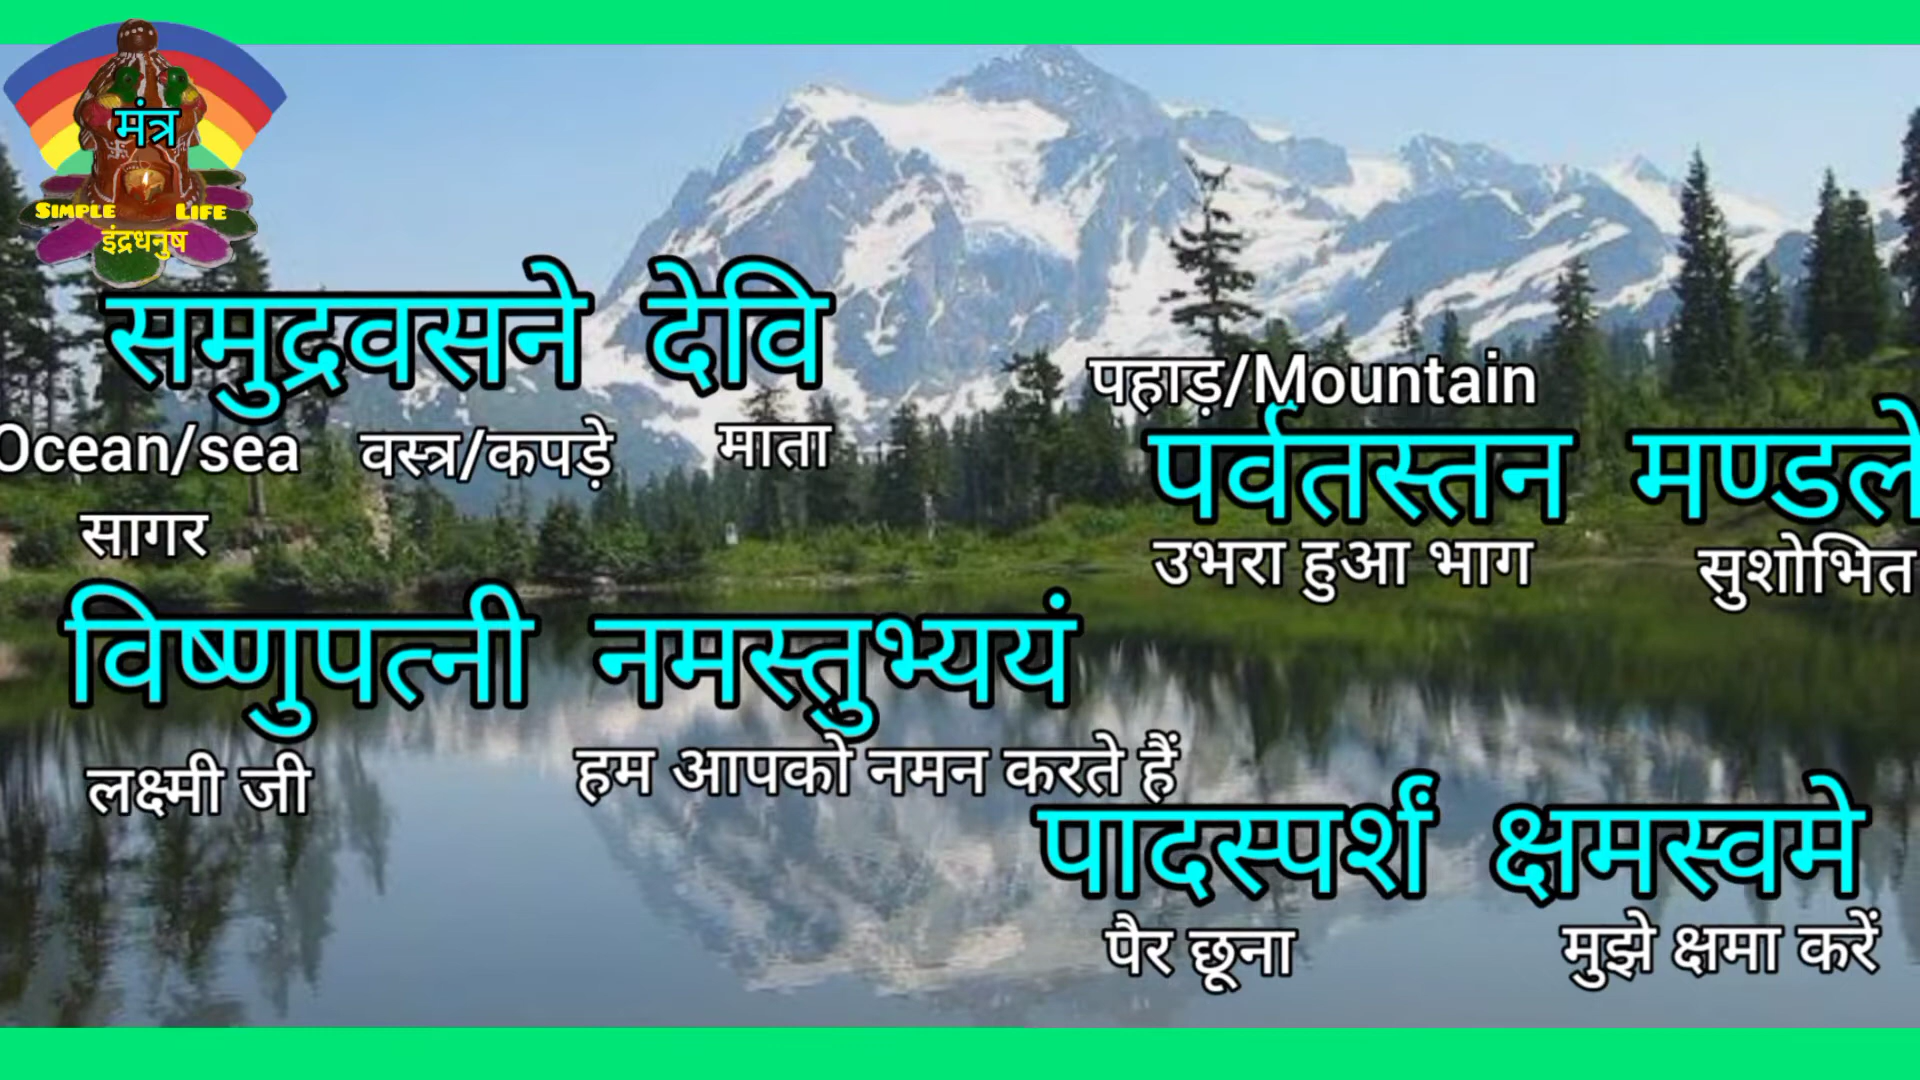 मंत्र
SIMPLE LIFE
इंद्रधनुष
समुद्रवसने देवि
Ocean/sea वस्त्र/कपड़े माता
सागर
पहाड़/Mountain
पर्वतस्तन मण्डले
उभरा हुआ भाग सुशोभित
विष्णुपत्नी नमस्तुभ्ययं
लक्ष्मी जी हम आपको नमन करते हैं
पादस्पर्शं क्षमस्वमे
पैर छूना मुझे क्षमा करें